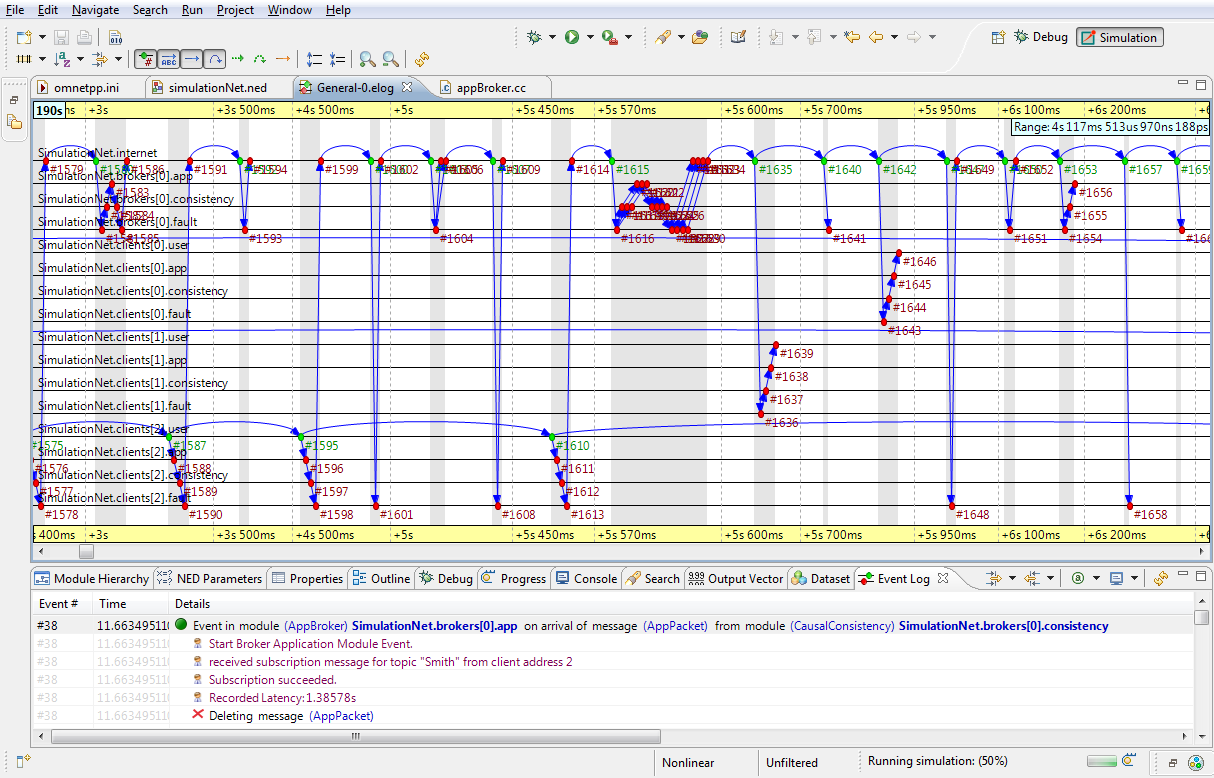 File Edit Navigate Search Run Project Window Help
Debug Simulation
omnetpp.ini simulationNet.ned General-0.elog appBroker.cc
190s +3s +3s 500ms +4s 500ms +5s +5s 450ms +5s 570ms +5s 600ms +5s 700ms +5s 950ms +6s 100ms +6s 200ms
Range: 4s 117ms 513us 970ns 188ps
SimulationNet.internet
#1579 #1586 #1591 #1594 #1599 #1602 #1606 #1609 #1614 #1615 #1635 #1640 #1642 #1649 #1652 #1653 #1657 #1659
SimulationNet.brokers[0].app
#1583 #1656
SimulationNet.brokers[0].consistency
#1584 #1655
SimulationNet.brokers[0].fault
#1585 #1593 #1604 #1616 #1641 #1651 #1654
SimulationNet.clients[0].user
#1646
SimulationNet.clients[0].app
#1645
SimulationNet.clients[0].consistency
#1644
SimulationNet.clients[0].fault
#1643
SimulationNet.clients[1].user
#1639
SimulationNet.clients[1].app
#1638
SimulationNet.clients[1].consistency
#1637
SimulationNet.clients[1].fault
#1636
SimulationNet.clients[2].user
#1575 #1587 #1595 #1610
SimulationNet.clients[2].app
#1576 #1588 #1596 #1611
SimulationNet.clients[2].consistency
#1577 #1589 #1597 #1612
SimulationNet.clients[2].fault
#1578 #1590 #1598 #1601 #1608 #1613 #1648 #1658
400ms +3s +3s 500ms +4s 500ms +5s +5s 450ms +5s 570ms +5s 600ms +5s 700ms +5s 950ms +6s 100ms +6s 200ms
Module Hierarchy NED Parameters Properties Outline Debug Progress Console Search Output Vector Dataset Event Log
Event # Time Details
#38 11.663495110 Event in module (AppBroker) SimulationNet.brokers[0].app on arrival of message (AppPacket) from module (CausalConsistency) SimulationNet.brokers[0].consistency
#38 11.663495110 Start Broker Application Module Event.
#38 11.663495110 received subscription message for topic "Smith" from client address 2
#38 11.663495110 Subscription succeeded.
#38 11.663495110 Recorded Latency:1.38578s
#38 11.663495110 Deleting message (AppPacket)
Nonlinear Unfiltered Running simulation: (50%)